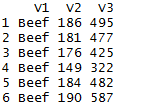 v1 v2 v3
1 Beef 186 495
2 Beef 181 477
3 Beef 176 425
4 Beef 149 322
5 Beef 184 482
6 Beef 190 587